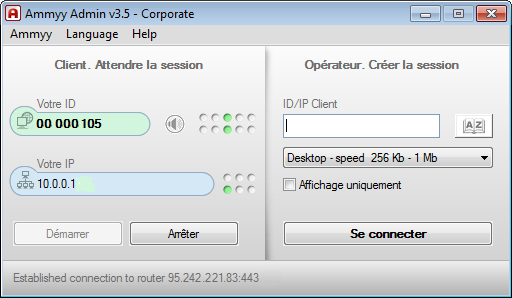 Ammyy Admin v3.5 - Corporate
Ammyy Language Help
Client. Attendre la session
Votre ID
00 000 105
Votre IP
10.0.0.1
Démarrer
Arrêter
Opérateur. Créer la session
ID/IP Client
A Z
Desktop - speed 256 Kb - 1 Mb
Affichage uniquement
Se connecter
Established connection to router 95.242.221.83:443